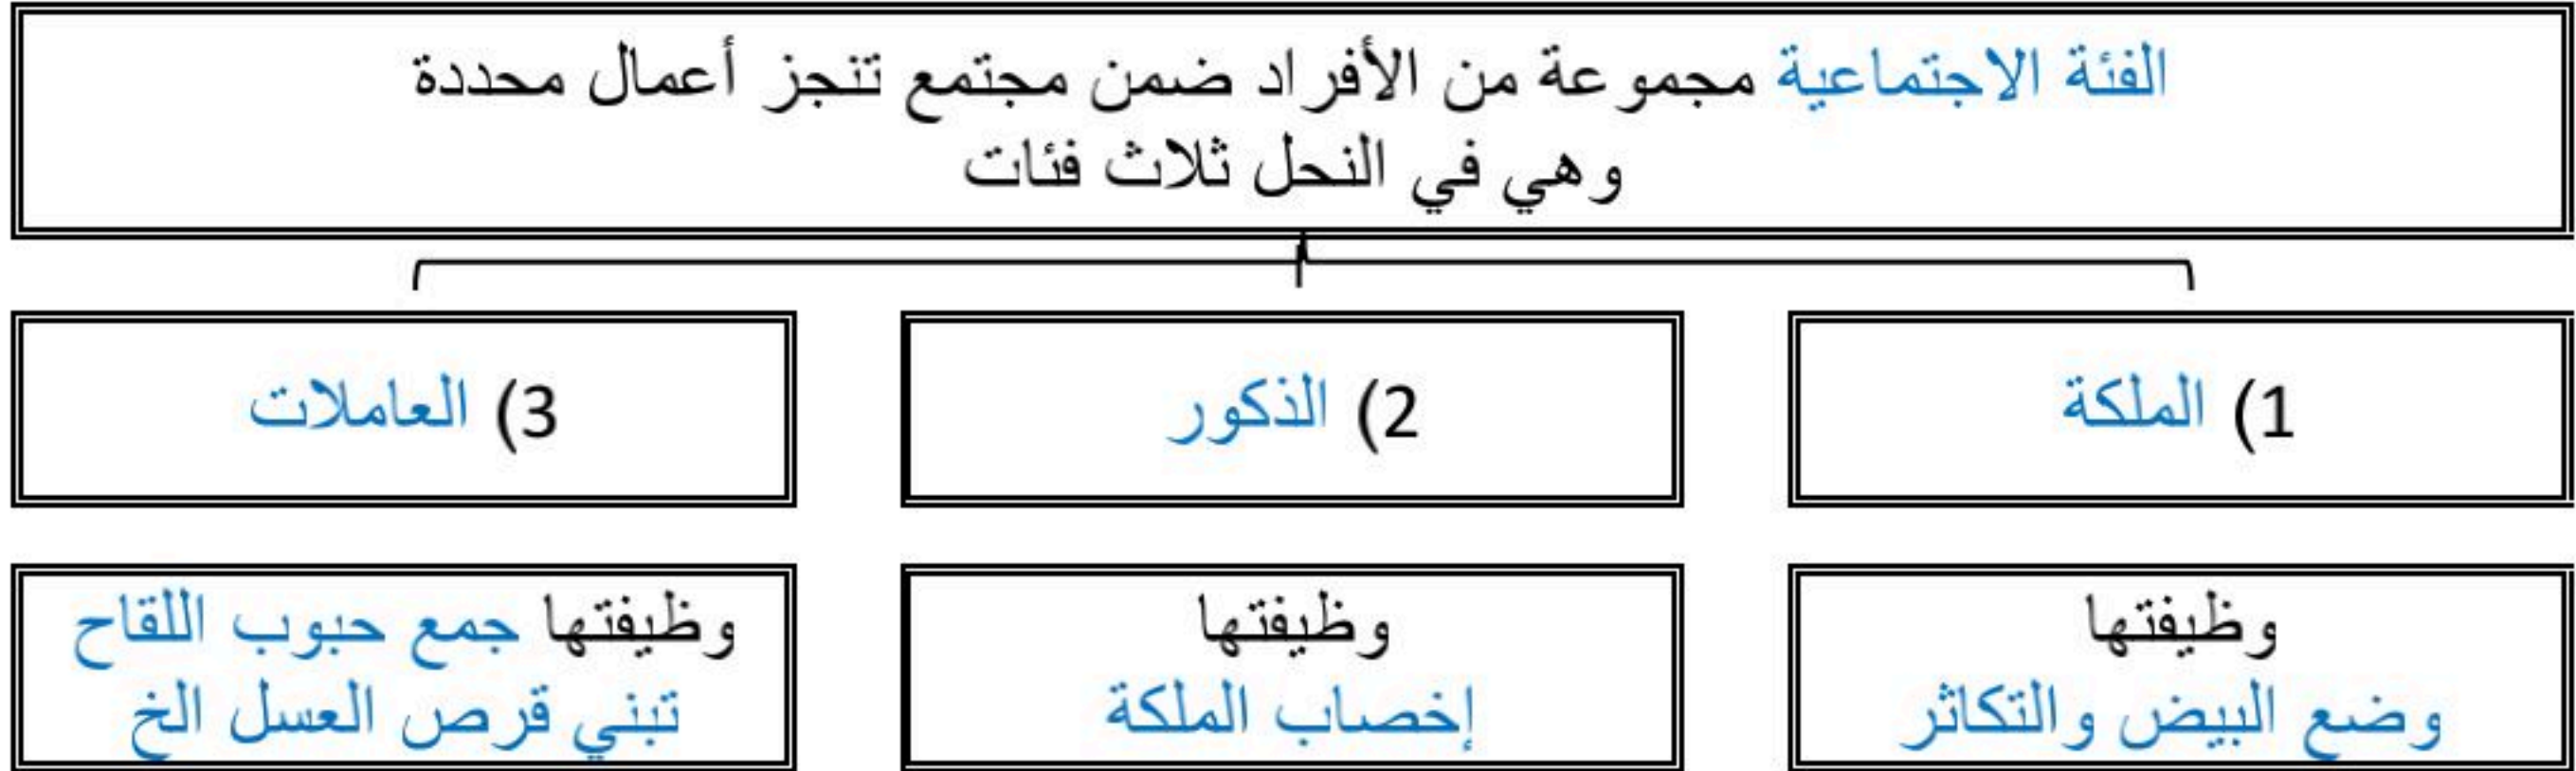 الفئة الاجتماعية مجموعة من الأفراد ضمن مجتمع تنجز أعمال محددة
وهي في النحل ثلاث فئات
1) الملكة
2) الذكور
3) العاملات
وظيفتها
وضع البيض والتكاثر
وظيفتها
إخصاب الملكة
وظيفتها جمع حبوب اللقاح
تبني قرص العسل الخ